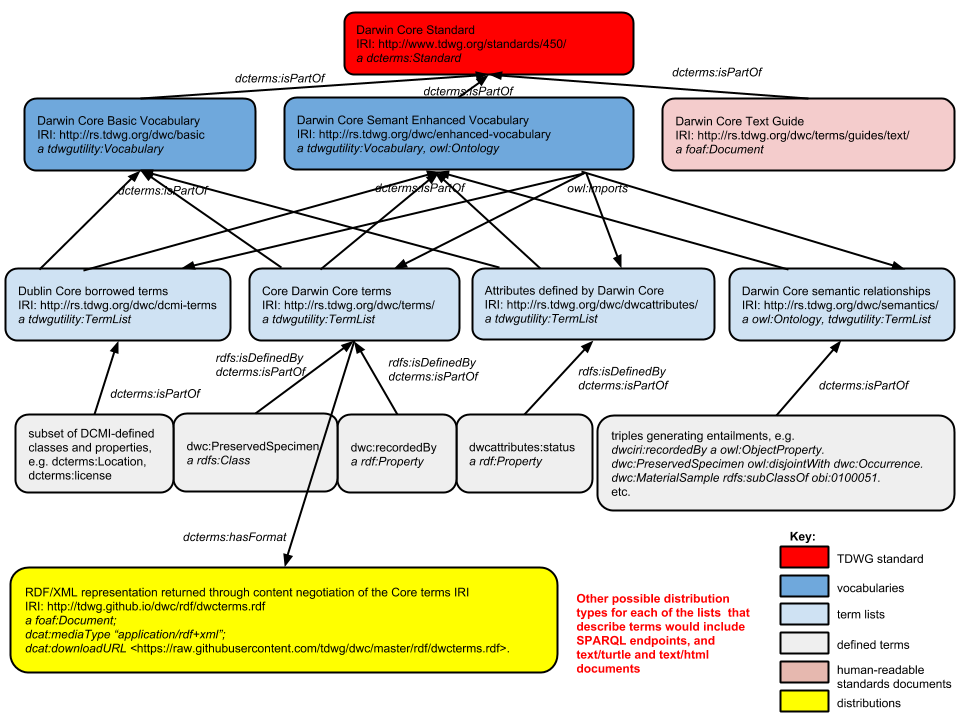 Darwin Core Standard
IRI: http://www.tdwg.org/standards/450/
a dcterms:Standard
dcterms:isPartOf
dcterms:isPartOf
dcterms:isPartOf
Darwin Core Basic Vocabulary
IRI: http://rs.tdwg.org/dwc/basic
a tdwgutility:Vocabulary
Darwin Core Semant Enhanced Vocabulary
IRI: http://rs.tdwg.org/dwc/enhanced-vocabulary
a tdwgutility:Vocabulary, owl:Ontology
Darwin Core Text Guide
IRI: http://rs.tdwg.org/dwc/terms/guides/text/
a foaf:Document
dcterms:isPartOf
dcterms:isPartOf
owl:imports
Dublin Core borrowed terms
IRI: http://rs.tdwg.org/dwc/dcmi-terms
a tdwgutility:TermList
Core Darwin Core terms
IRI: http://rs.tdwg.org/dwc/terms/
a tdwgutility:TermList
Attributes defined by Darwin Core
IRI: http://rs.tdwg.org/dwc/dwcattributes/
a tdwgutility:TermList
Darwin Core semantic relationships
IRI: http://rs.tdwg.org/dwc/semantics/
a owl:Ontology, tdwgutility:TermList
dcterms:isPartOf
rdfs:isDefinedBy
dcterms:isPartOf
rdfs:isDefinedBy
dcterms:isPartOf
rdfs:isDefinedBy
dcterms:isPartOf
dcterms:isPartOf
subset of DCMI-defined
classes and properties,
e.g. dcterms:Location,
dcterms:license
dwc:PreservedSpecimen
a rdfs:Class
dwc:recordedBy
a rdf:Property
dwcattributes:status
a rdf:Property
triples generating entailments, e.g.
dwciri:recordedBy a owl:ObjectProperty.
dwc:PreservedSpecimen owl:disjointWith dwc:Occurrence.
dwc:MaterialSample rdfs:subClassOf obi:0100051.
etc.
dcterms:hasFormat
RDF/XML representation returned through content negotiation of the Core terms IRI
IRI: http://tdwg.github.io/dwc/rdf/dwcterms.rdf
a foaf:Document;
dcat:mediaType “application/rdf+xml”;
dcat:downloadURL <https://raw.githubusercontent.com/tdwg/dwc/master/rdf/dwcterms.rdf>.
Other possible distribution
types for each of the lists that
describe terms would include
SPARQL endpoints, and
text/turtle and text/html
documents
Key:
TDWG standard
vocabularies
term lists
defined terms
human-readable
standards documents
distributions